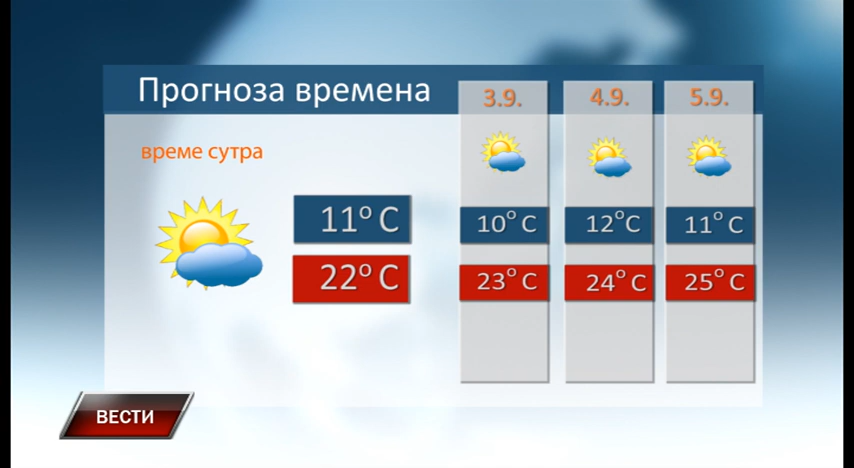 Прогноза времена
време сутра
11° C
22° C
3.9.
10° C
23° C
4.9.
12°C
24° C
5.9.
11° C
25° C
ВЕСТИ